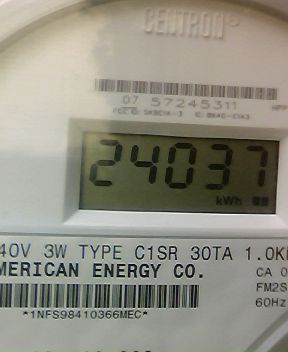 CENTRON®
07 57245311
24037
kWh
40V 3W TYPE C1SR 30TA 1.0K
MERICAN ENERGY CO.
CA 0
FM2S
60Hz
*1NFS98410366MEC*